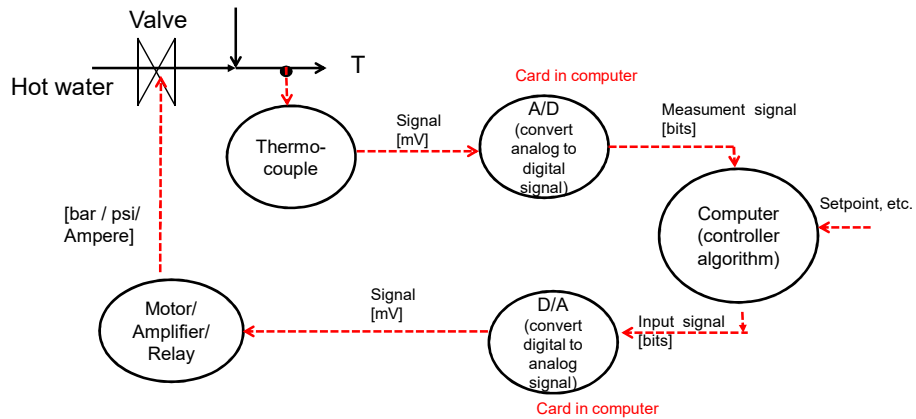 Valve
Hot water
T
Card in computer
Thermo-
couple
Signal
[mV]
A/D
(convert
analog to
digital
signal)
Measument signal
[bits]
Computer
(controller
algorithm)
Setpoint, etc.
[bar / psi/
Ampere]
Motor/
Amplifier/
Relay
Signal
[mV]
D/A
(convert
digital to
analog
signal)
Input signal
[bits]
Card in computer